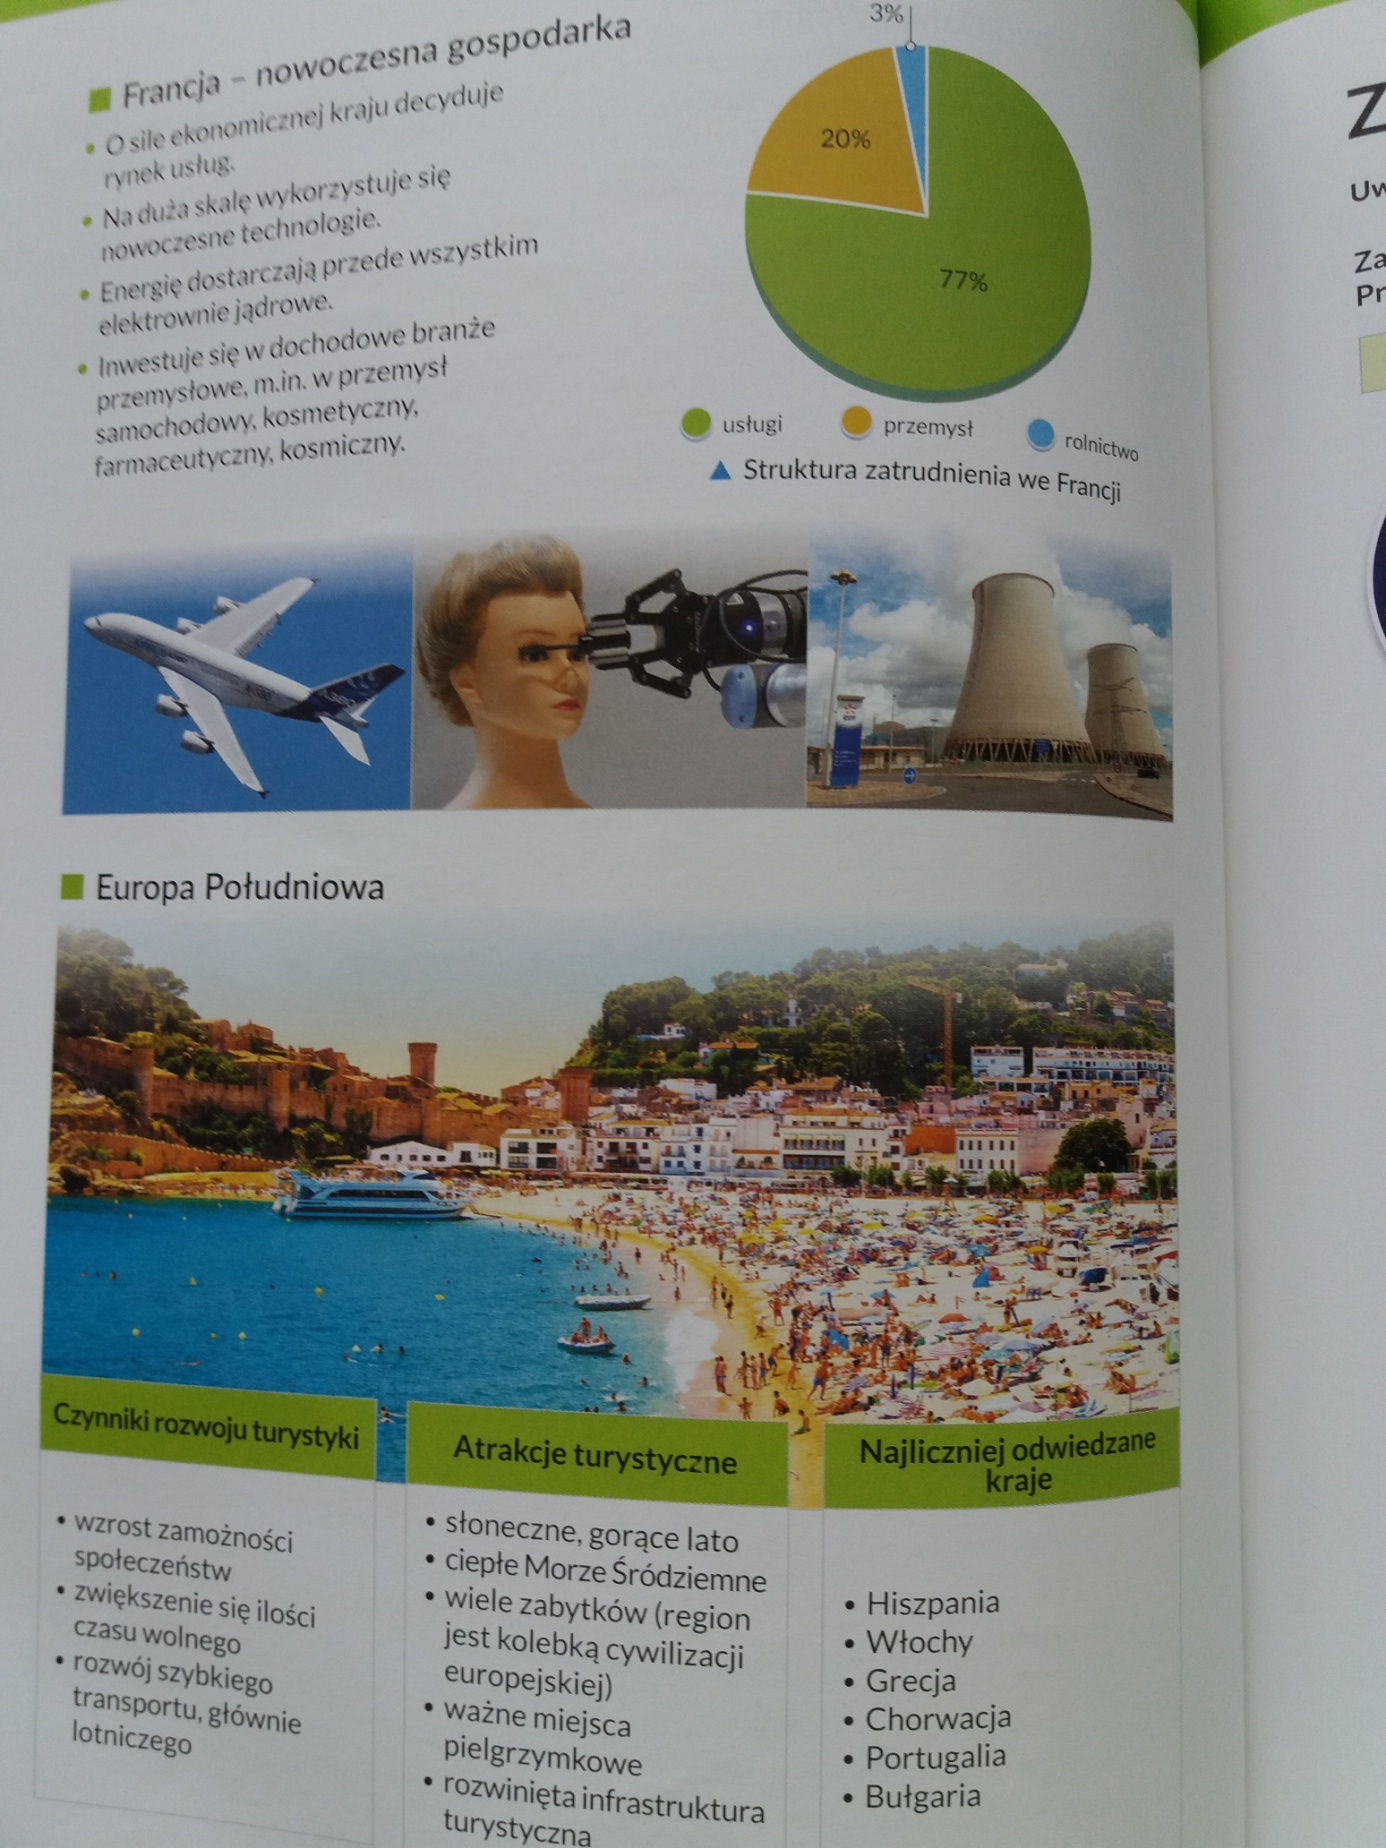 Francja – nowoczesna gospodarka
• O sile ekonomicznej kraju decyduje
rynek usług.
• Na duża skalę wykorzystuje się
nowoczesne technologie.
• Energię dostarczają przede wszystkim
elektrownie jądrowe.
• Inwestuje się w dochodowe branże
przemysłowe, m.in. w przemysł
samochodowy, kosmetyczny,
farmaceutyczny, kosmiczny.
3%
20%
77%
usługi
przemysł
rolnictwo
Struktura zatrudnienia we Francji
Europa Południowa
Czynniki rozwoju turystyki
• wzrost zamożności
społeczeństw
• zwiększenie się ilości
czasu wolnego
• rozwój szybkiego
transportu, głównie
lotniczego
Atrakcje turystyczne
• słoneczne, gorące lato
• ciepłe Morze Śródziemne
• wiele zabytków (region
jest kolebką cywilizacji
europejskiej)
• ważne miejsca
pielgrzymkowe
• rozwinięta infrastruktura
turystyczna
Najliczniej odwiedzane
kraje
• Hiszpania
• Włochy
• Grecja
• Chorwacja
• Portugalia
• Bułgaria
Z
Uw
Za
Pr